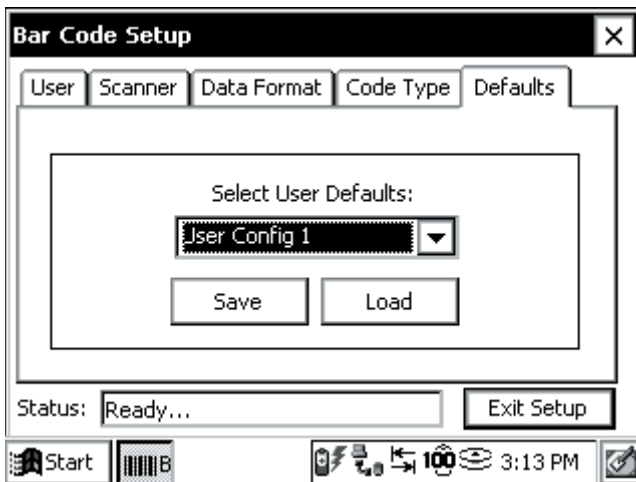 Bar Code Setup
User Scanner Data Format Code Type Defaults
Select User Defaults:
User Config 1
Save Load
Status: Ready... Exit Setup
Start B 100 3:13 PM